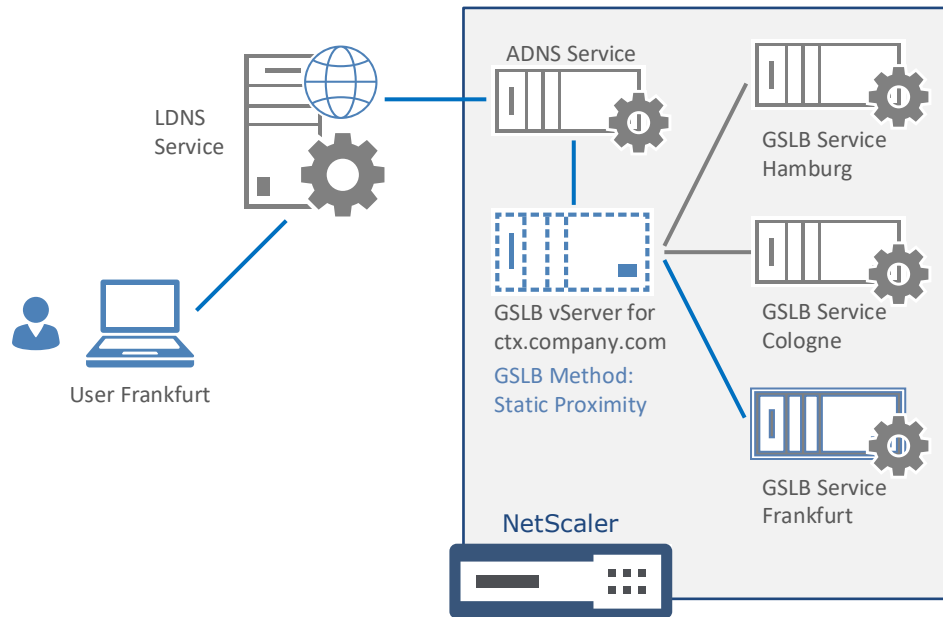 ADNS Service
LDNS
Service
GSLB Service
Hamburg
GSLB vServer for
ctx.company.com
GSLB Method:
Static Proximity
GSLB Service
Cologne
User Frankfurt
GSLB Service
Frankfurt
NetScaler